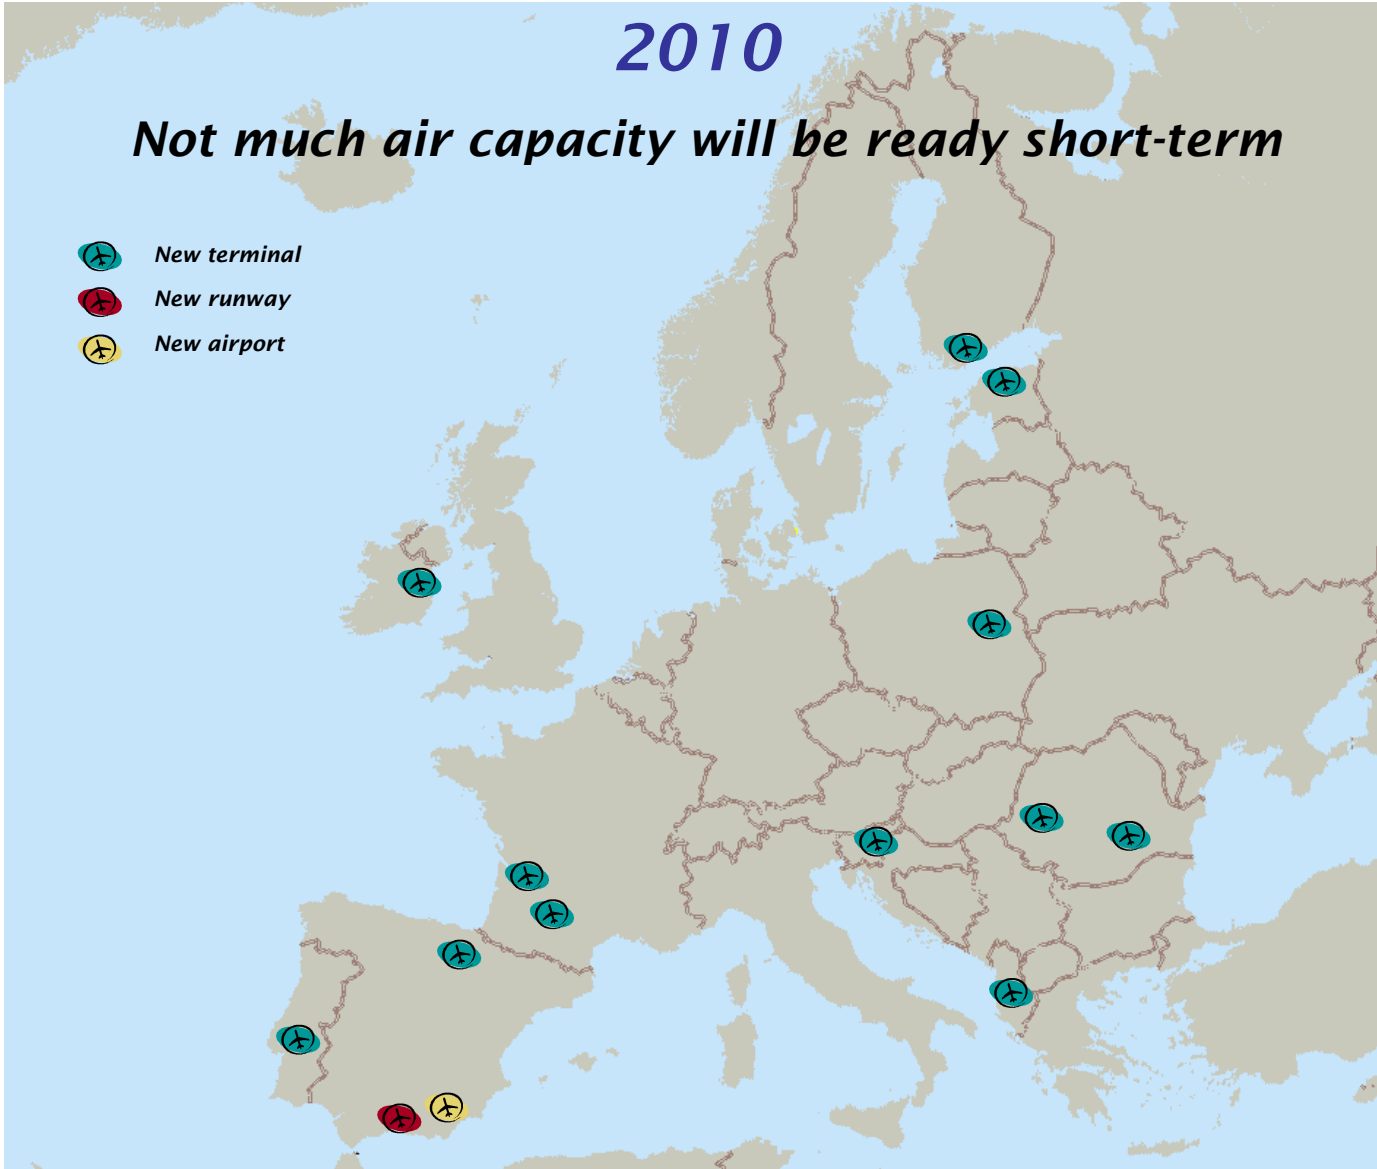 2010
Not much air capacity will be ready short-term
New terminal
New runway
New airport